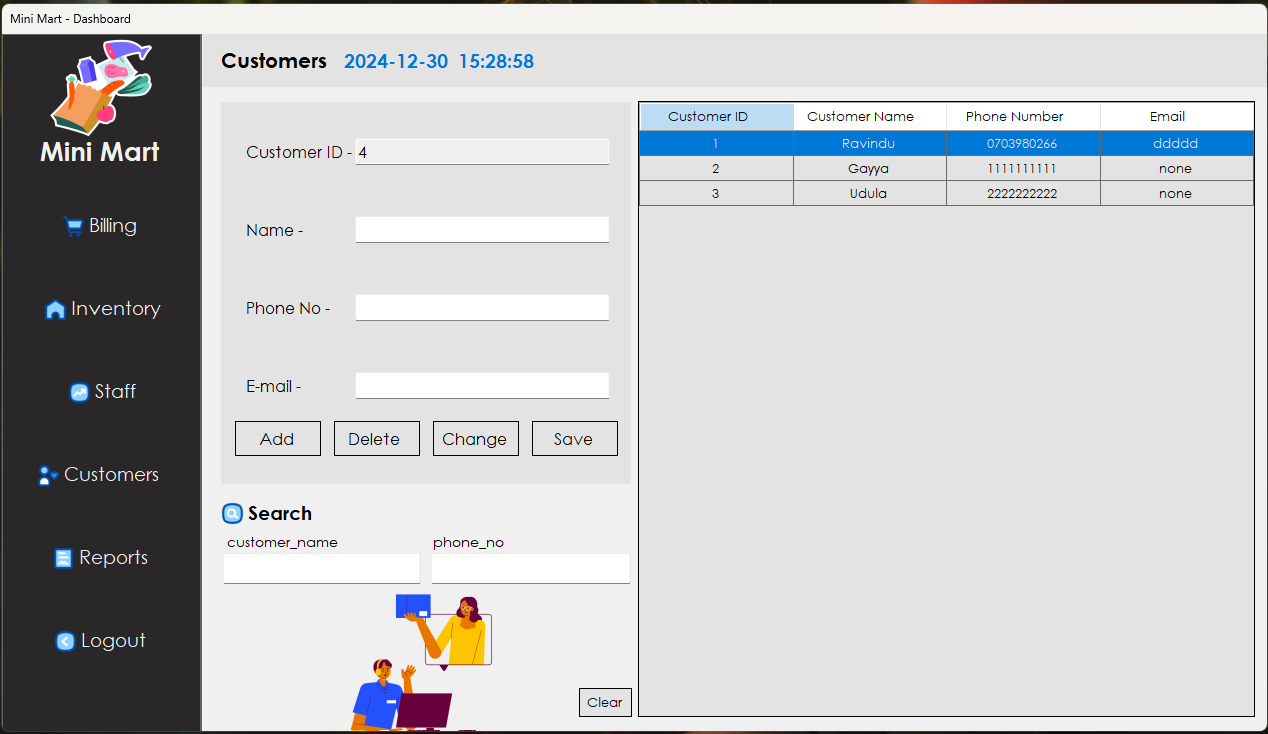 Mini Mart - Dashboard
Mini Mart
Billing
Inventory
Staff
Customers
Reports
Logout
Customers 2024-12-30 15:28:58
Customer ID - 4
Name -
Phone No -
E-mail -
Add Delete Change Save
Search
customer_name phone_no
Clear
Customer ID Customer Name Phone Number Email
1 Ravindu 0703980266 ddddd
2 Gayya 1111111111 none
3 Udula 2222222222 none